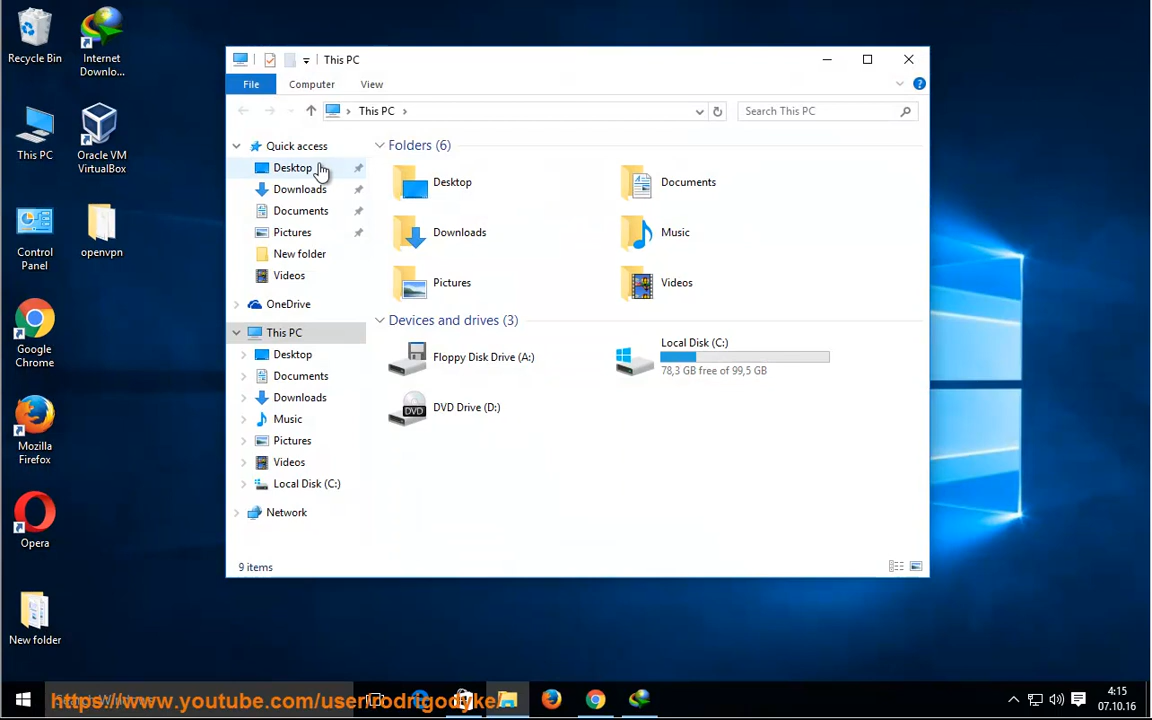 Recycle Bin
Internet
Downlo...
This PC
Oracle VM
VirtualBox
Control
Panel
openvpn
Google
Chrome
Mozilla
Firefox
Opera
New folder
This PC
File
Computer
View
This PC
Search This PC
Quick access
Desktop
Downloads
Documents
Pictures
New folder
Videos
OneDrive
This PC
Desktop
Documents
Downloads
Music
Pictures
Videos
Local Disk (C:)
Network
Folders (6)
Desktop
Documents
Downloads
Music
Pictures
Videos
Devices and drives (3)
Floppy Disk Drive (A:)
Local Disk (C:)
78,3 GB free of 99,5 GB
DVD
DVD Drive (D:)
9 items
https://www.youtube.com/user/rodrigodyke/
4:15
07.10.16